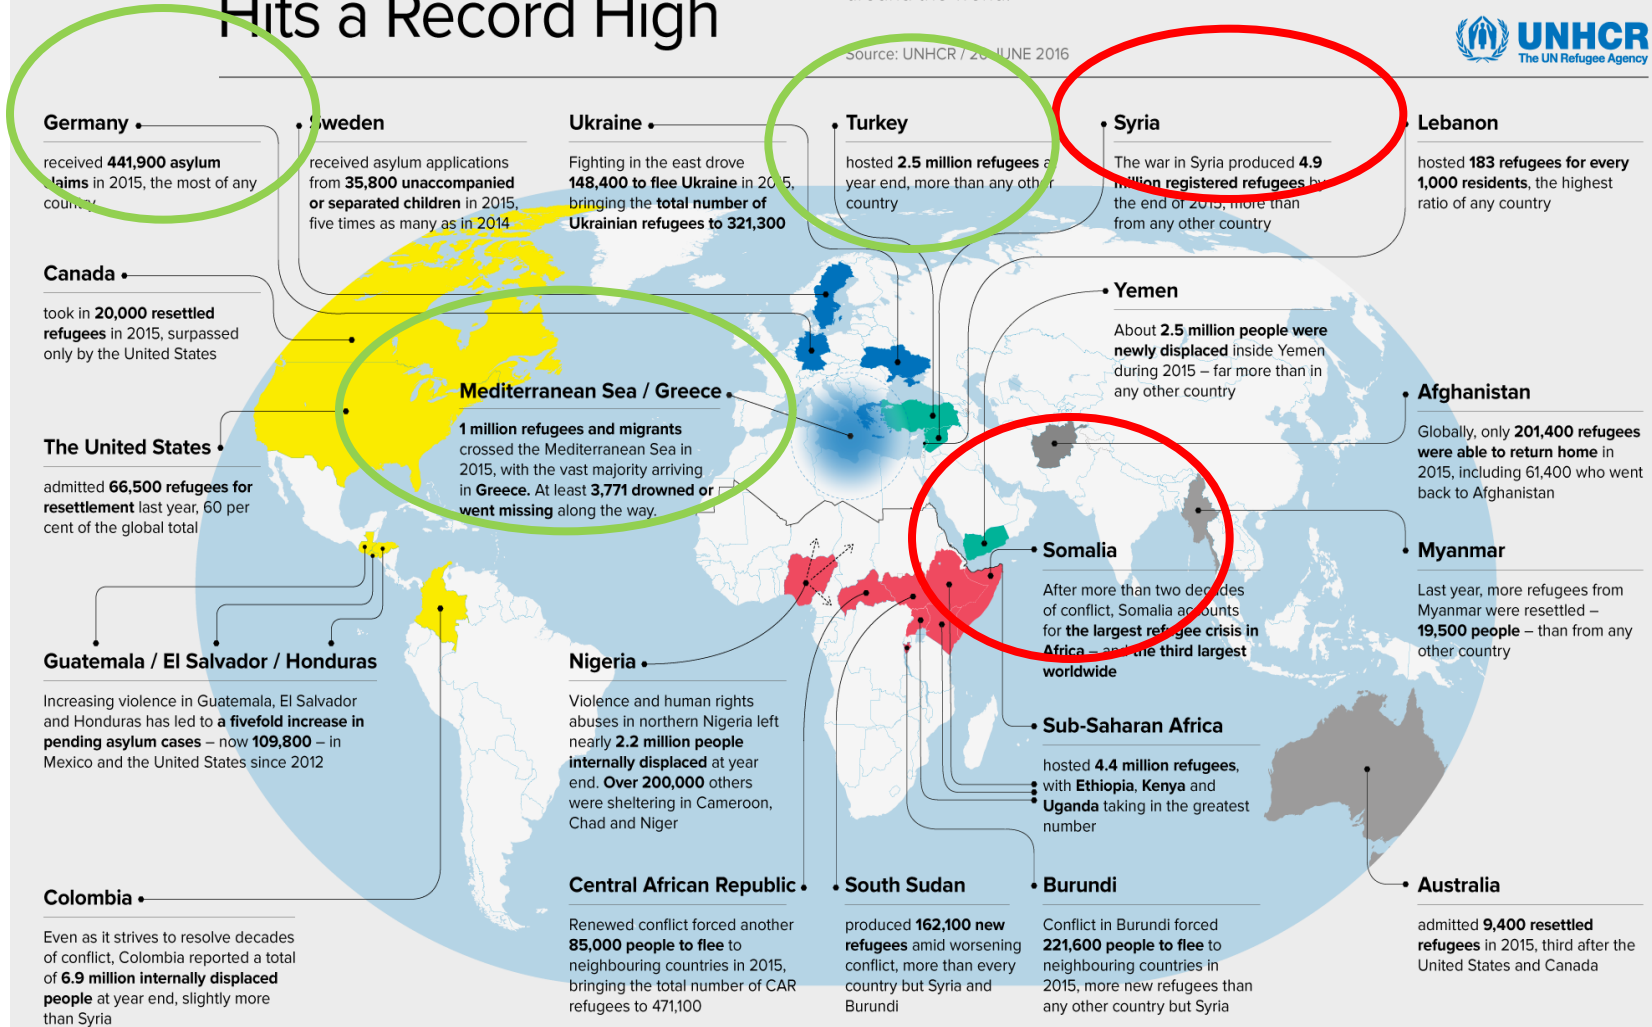 Hits a Record High
around the world.
Source: UNHCR / 20 JUNE 2016
UNHCR
The UN Refugee Agency
Germany
received 441,900 asylum
claims in 2015, the most of any
country
Sweden
received asylum applications
from 35,800 unaccompanied
or separated children in 2015,
five times as many as in 2014
Ukraine
Fighting in the east drove
148,400 to flee Ukraine in 2015,
bringing the total number of
Ukrainian refugees to 321,300
Turkey
hosted 2.5 million refugees at
year end, more than any other
country
Syria
The war in Syria produced 4.9
million registered refugees by
the end of 2015, more than
from any other country
Lebanon
hosted 183 refugees for every
1,000 residents, the highest
ratio of any country
Canada
took in 20,000 resettled
refugees in 2015, surpassed
only by the United States
Yemen
About 2.5 million people were
newly displaced inside Yemen
during 2015 – far more than in
any other country
Mediterranean Sea / Greece
1 million refugees and migrants
crossed the Mediterranean Sea in
2015, with the vast majority arriving
in Greece. At least 3,771 drowned or
went missing along the way.
Afghanistan
Globally, only 201,400 refugees
were able to return home in
2015, including 61,400 who went
back to Afghanistan
The United States
admitted 66,500 refugees for
resettlement last year, 60 per
cent of the global total
Somalia
After more than two decades
of conflict, Somalia accounts
for the largest refugee crisis in
Africa – and the third largest
worldwide
Myanmar
Last year, more refugees from
Myanmar were resettled –
19,500 people – than from any
other country
Guatemala / El Salvador / Honduras
Increasing violence in Guatemala, El Salvador
and Honduras has led to a fivefold increase in
pending asylum cases – now 109,800 – in
Mexico and the United States since 2012
Nigeria
Violence and human rights
abuses in northern Nigeria left
nearly 2.2 million people
internally displaced at year
end. Over 200,000 others
were sheltering in Cameroon,
Chad and Niger
Sub-Saharan Africa
hosted 4.4 million refugees,
with Ethiopia, Kenya and
Uganda taking in the greatest
number
Colombia
Even as it strives to resolve decades
of conflict, Colombia reported a total
of 6.9 million internally displaced
people at year end, slightly more
than Syria
Central African Republic
Renewed conflict forced another
85,000 people to flee to
neighbouring countries in 2015,
bringing the total number of CAR
refugees to 471,100
South Sudan
produced 162,100 new
refugees amid worsening
conflict, more than every
country but Syria and
Burundi
Burundi
Conflict in Burundi forced
221,600 people to flee to
neighbouring countries in
2015, more new refugees than
any other country but Syria
Australia
admitted 9,400 resettled
refugees in 2015, third after the
United States and Canada